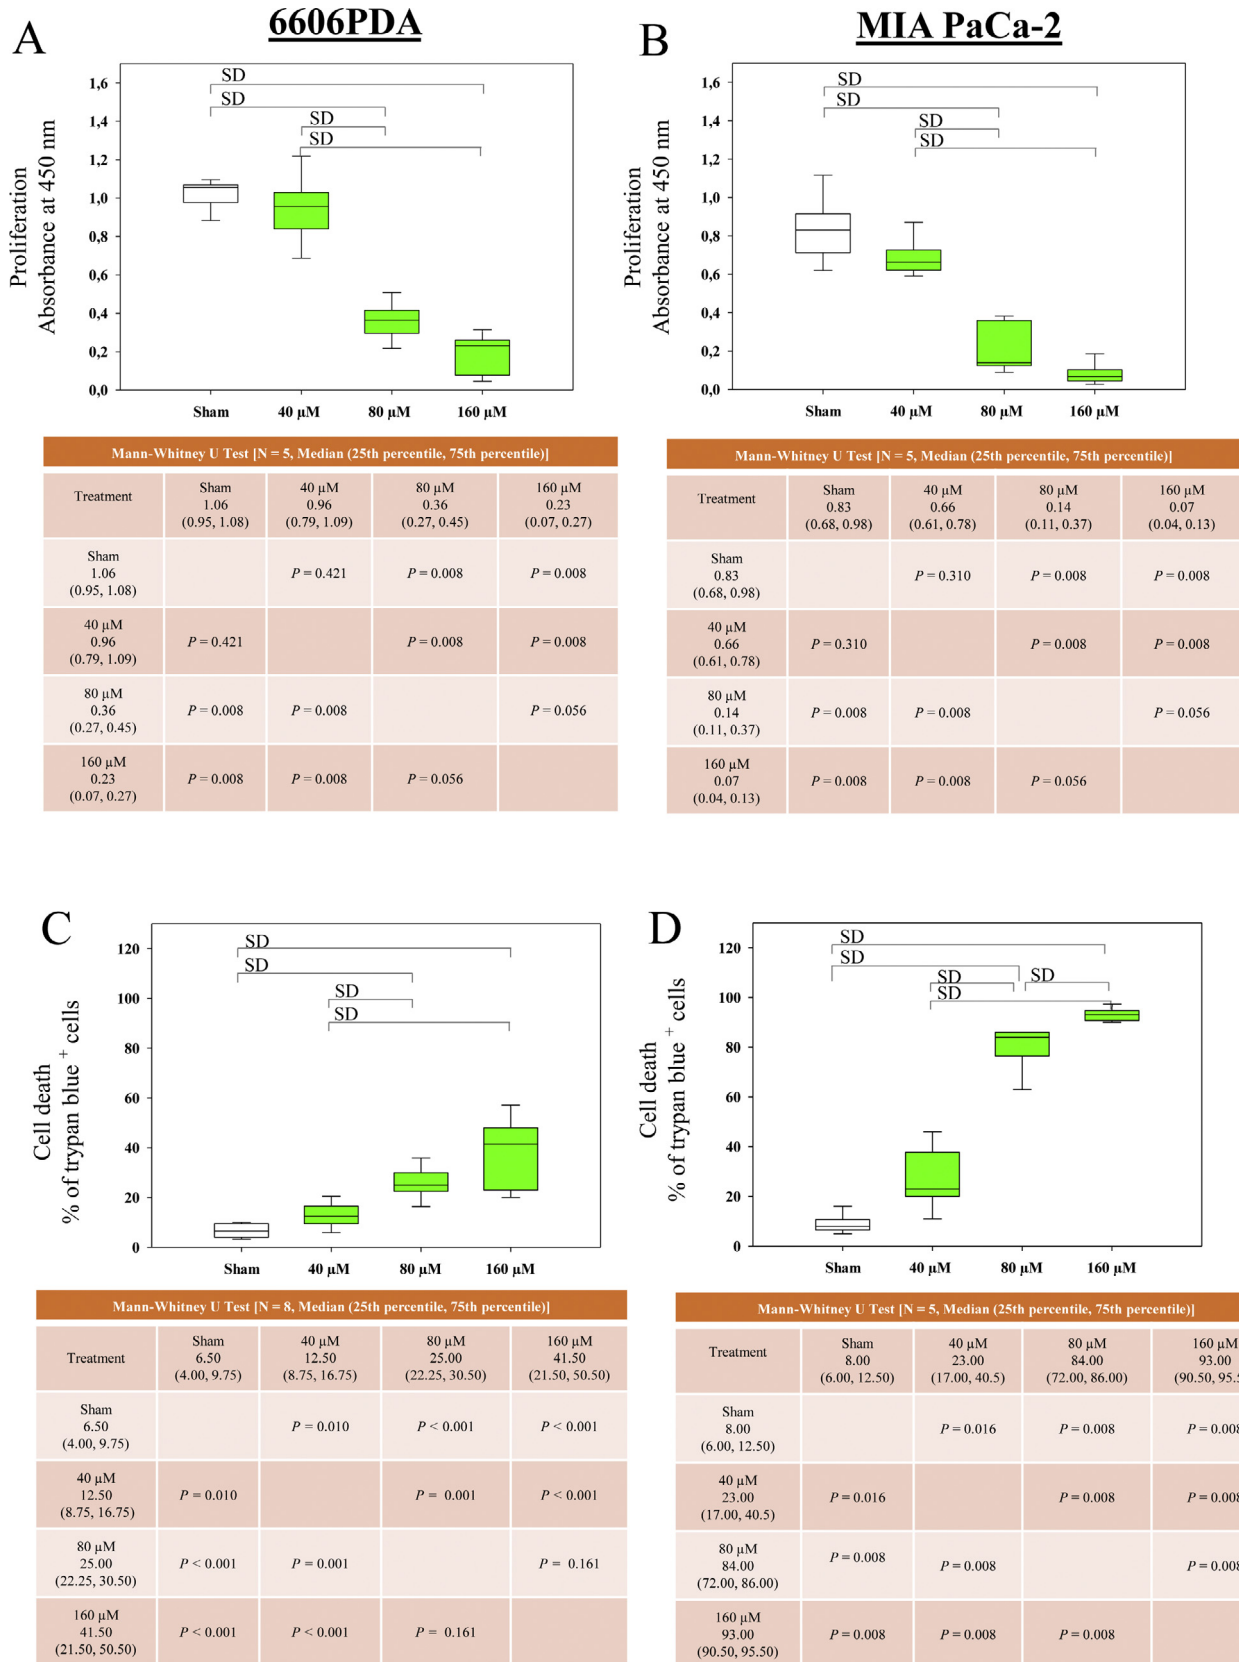 6606PDA
MIA PaCa-2
A
Proliferation
Absorbance at 450 nm
1,6
1,4
1,2
1,0
0,8
0,6
0,4
0,2
0,0
SD
SD
SD
SD
Sham 40 µM 80 µM 160 µM
B
Proliferation
Absorbance at 450 nm
1,6
1,4
1,2
1,0
0,8
0,6
0,4
0,2
0,0
SD
SD
SD
SD
Sham 40 µM 80 µM 160 µM
Mann-Whitney U Test [N = 5, Median (25th percentile, 75th percentile)]
Treatment
Sham 40 µM 80 µM 160 µM
1.06 0.96 0.36 0.23
(0.95, 1.08) (0.79, 1.09) (0.27, 0.45) (0.07, 0.27)
Sham
1.06 P = 0.421 P = 0.008 P = 0.008
(0.95, 1.08)
40 µM
0.96 P = 0.421 P = 0.008 P = 0.008
(0.79, 1.09)
80 µM
0.36 P = 0.008 P = 0.008 P = 0.056
(0.27, 0.45)
160 µM
0.23 P = 0.008 P = 0.008 P = 0.056
(0.07, 0.27)
Mann-Whitney U Test [N = 5, Median (25th percentile, 75th percentile)]
Treatment
Sham 40 µM 80 µM 160 µM
0.83 0.66 0.14 0.07
(0.68, 0.98) (0.61, 0.78) (0.11, 0.37) (0.04, 0.13)
Sham
0.83 P = 0.310 P = 0.008 P = 0.008
(0.68, 0.98)
40 µM
0.66 P = 0.310 P = 0.008 P = 0.008
(0.61, 0.78)
80 µM
0.14 P = 0.008 P = 0.008 P = 0.056
(0.11, 0.37)
160 µM
0.07 P = 0.008 P = 0.008 P = 0.056
(0.04, 0.13)
C
Cell death
% of trypan blue + cells
120
100
80
60
40
20
0
SD
SD
SD
SD
Sham 40 µM 80 µM 160 µM
D
Cell death
% of trypan blue + cells
120
100
80
60
40
20
0
SD
SD
SD SD
SD
Sham 40 µM 80 µM 160 µM
Mann-Whitney U Test [N = 8, Median (25th percentile, 75th percentile)]
Treatment
Sham 40 µM 80 µM 160 µM
6.50 12.50 25.00 41.50
(4.00, 9.75) (8.75, 16.75) (22.25, 30.50) (21.50, 50.50)
Sham
6.50 P = 0.010 P < 0.001 P < 0.001
(4.00, 9.75)
40 µM
12.50 P = 0.010 P = 0.001 P < 0.001
(8.75, 16.75)
80 µM
25.00 P < 0.001 P = 0.001 P = 0.161
(22.25, 30.50)
160 µM
41.50 P < 0.001 P < 0.001 P = 0.161
(21.50, 50.50)
Mann-Whitney U Test [N = 5, Median (25th percentile, 75th percentile)]
Treatment
Sham 40 µM 80 µM 160 µM
8.00 23.00 84.00 93.00
(6.00, 12.50) (17.00, 40.5) (72.00, 86.00) (90.50, 95.5
Sham
8.00 P = 0.016 P = 0.008 P = 0.008
(6.00, 12.50)
40 µM
23.00 P = 0.016 P = 0.008 P = 0.008
(17.00, 40.5)
80 µM
84.00 P = 0.008 P = 0.008 P = 0.008
(72.00, 86.00)
160 µM
93.00 P = 0.008 P = 0.008 P = 0.008
(90.50, 95.50)